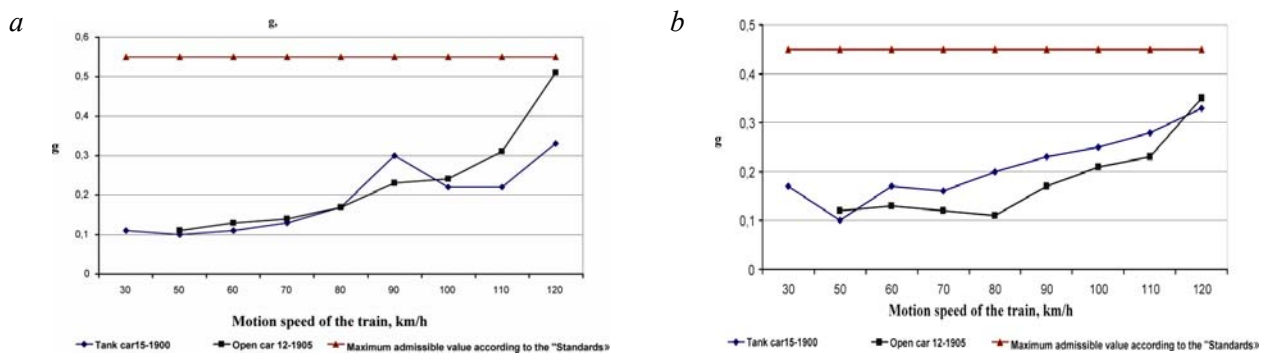 a
g,
0,6
0,5
0,4
0,3
0,2
0,1
0
30 50 60 70 80 90 100 110 120
Motion speed of the train, km/h
Tank car15-1900 Open car 12-1905 Maximum admissible value according to the "Standards»
b
0,5
0,4
0,3
0,2
0,1
0
30 50 60 70 80 90 100 110 120
Motion speed of the train, km/h
Tank car 15-1900 Open car 12-1905 Maximum admissible value according to the "Standards»